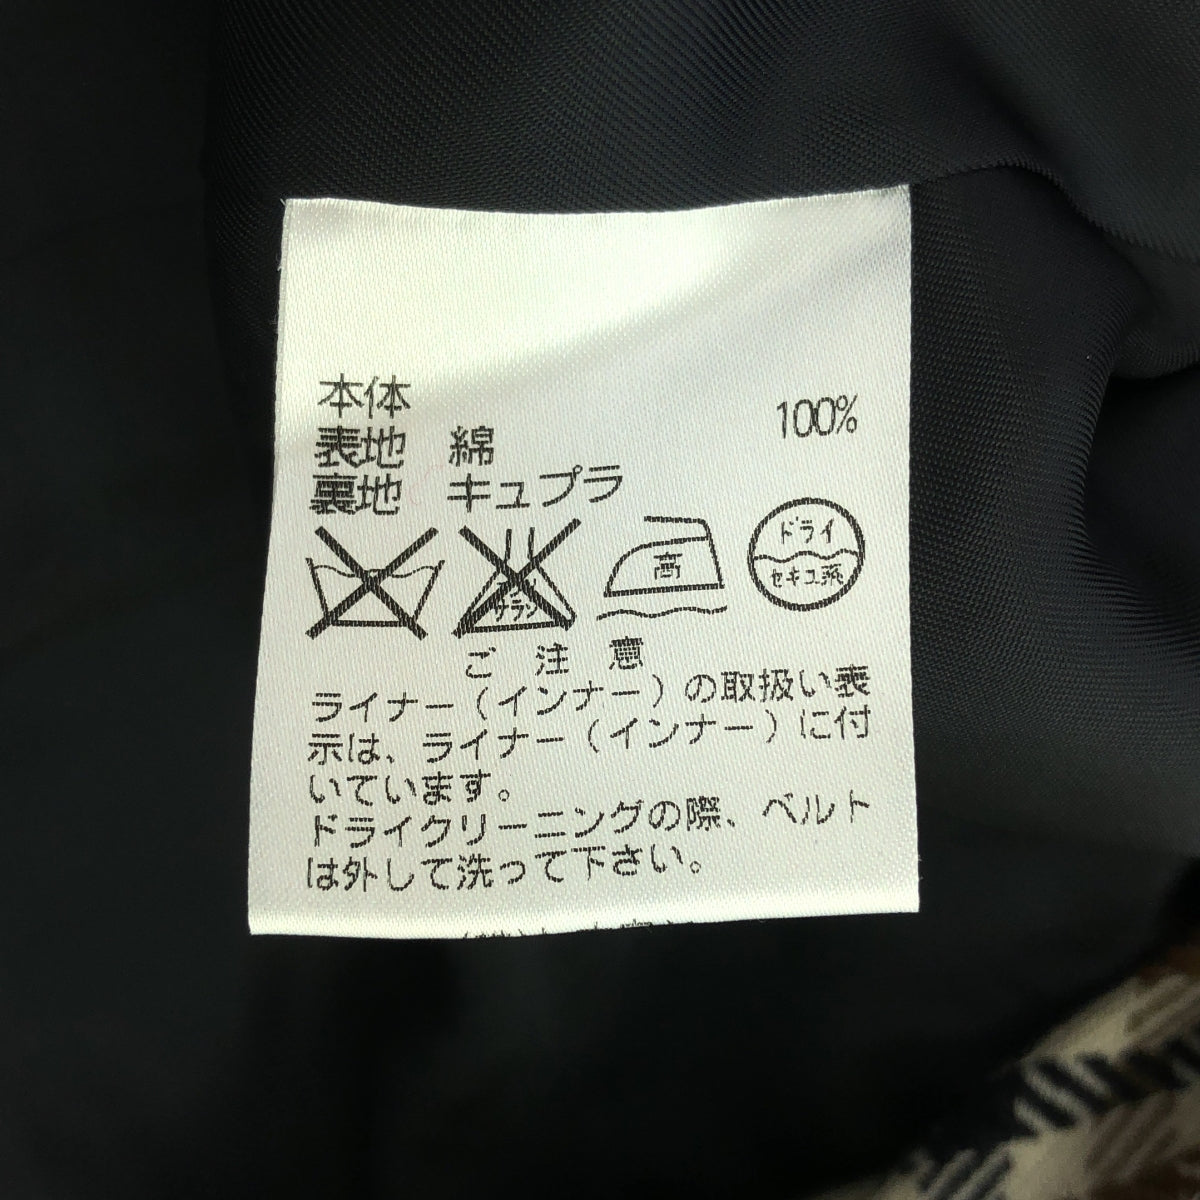 本体
表地 綿 100%
裏地 キュプラ
サラシ
高
ドライ
セキユ系
ご注意
ライナー(インナー)の取扱い表
示は、ライナー(インナー)に付
いています。
ドライクリーニングの際、ベルト
は外して洗って下さい。